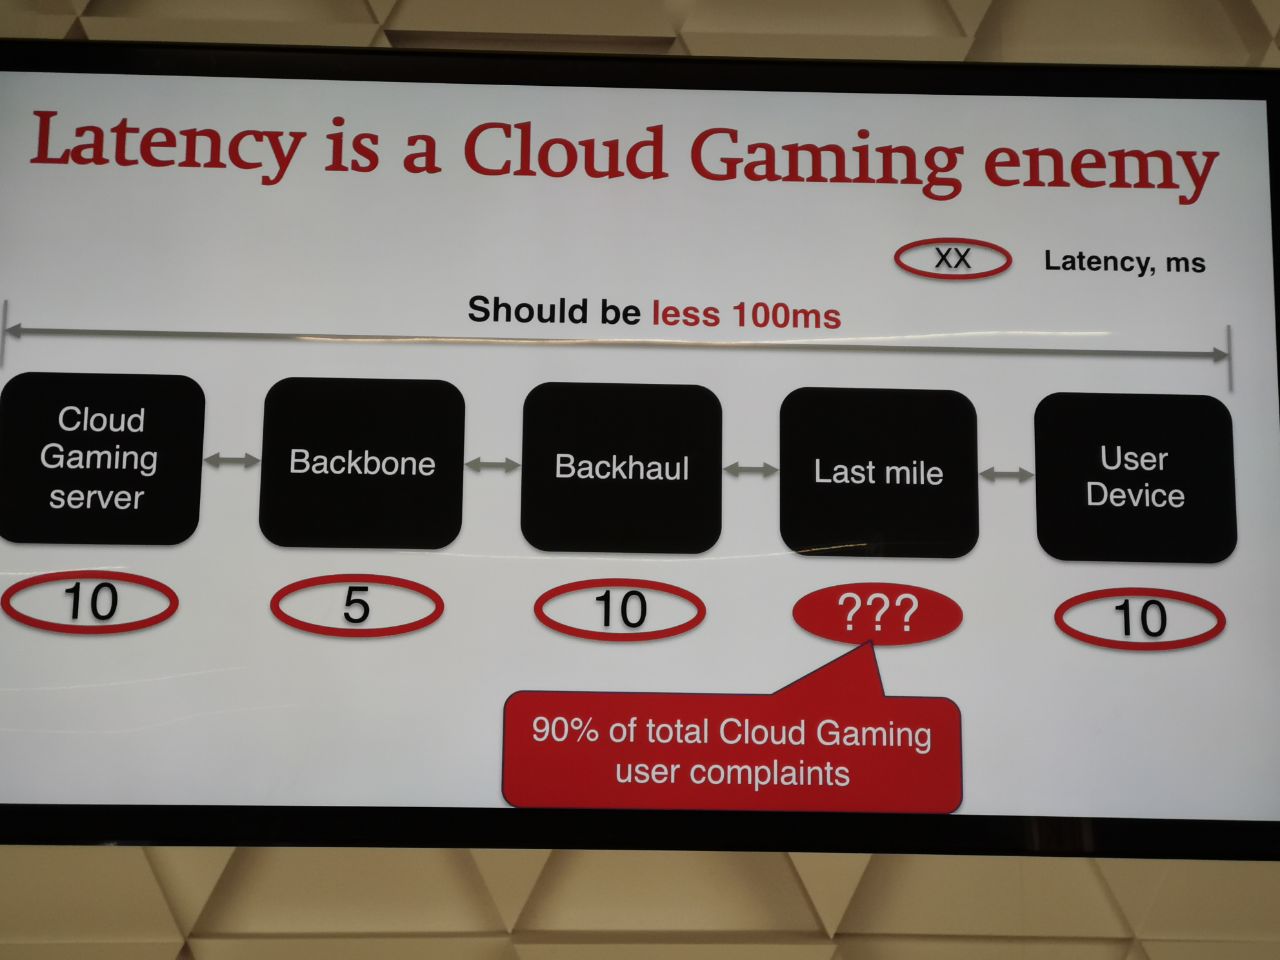 Latency is a Cloud Gaming enemy
XX Latency, ms
Should be less 100ms
Cloud
Gaming
server
Backbone
Backhaul
Last mile
User
Device
10
5
10
???
10
90% of total Cloud Gaming
user complaints